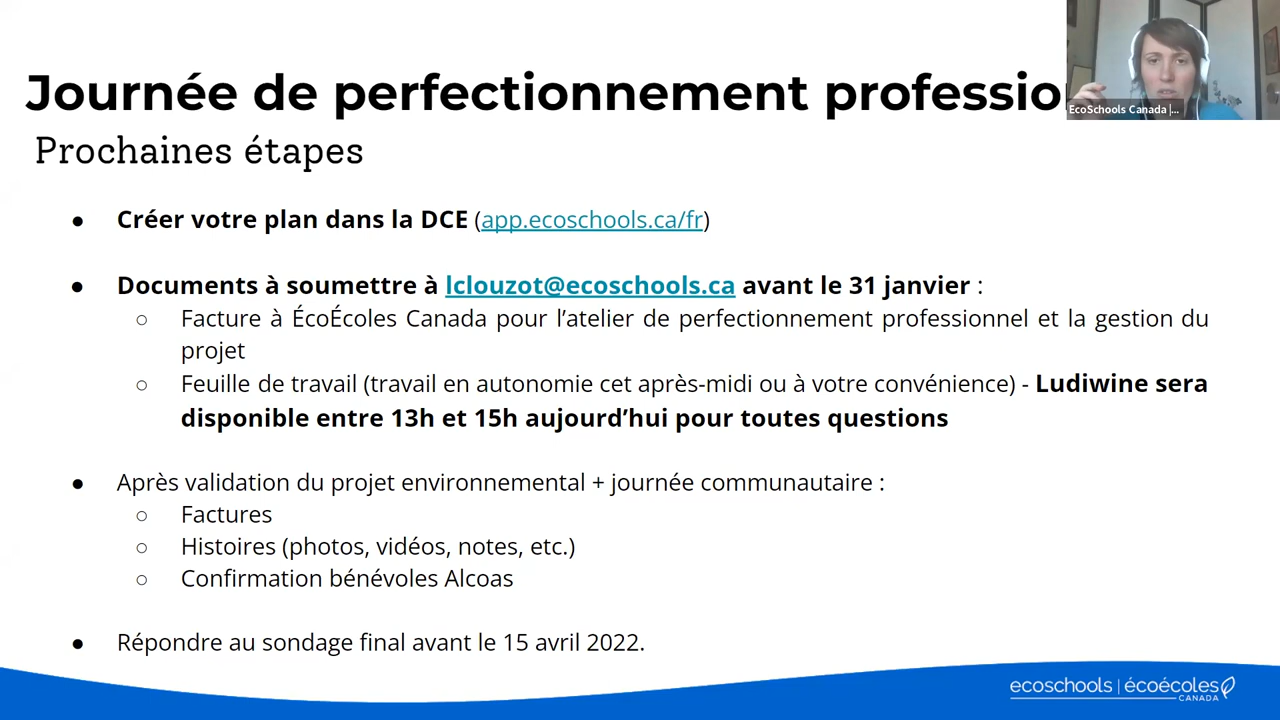 Journée de perfectionnement professio
EcoSchools Canada |...
Prochaines étapes
● Créer votre plan dans la DCE (app.ecoschools.ca/fr)
● Documents à soumettre à lclouzot@ecoschools.ca avant le 31 janvier :
○ Facture à ÉcoÉcoles Canada pour l’atelier de perfectionnement professionnel et la gestion du
projet
○ Feuille de travail (travail en autonomie cet après-midi ou à votre convénience) - Ludiwine sera
disponible entre 13h et 15h aujourd’hui pour toutes questions
● Après validation du projet environnemental + journée communautaire :
○ Factures
○ Histoires (photos, vidéos, notes, etc.)
○ Confirmation bénévoles Alcoas
● Répondre au sondage final avant le 15 avril 2022.
ecoschools | écoécoles
CANADA